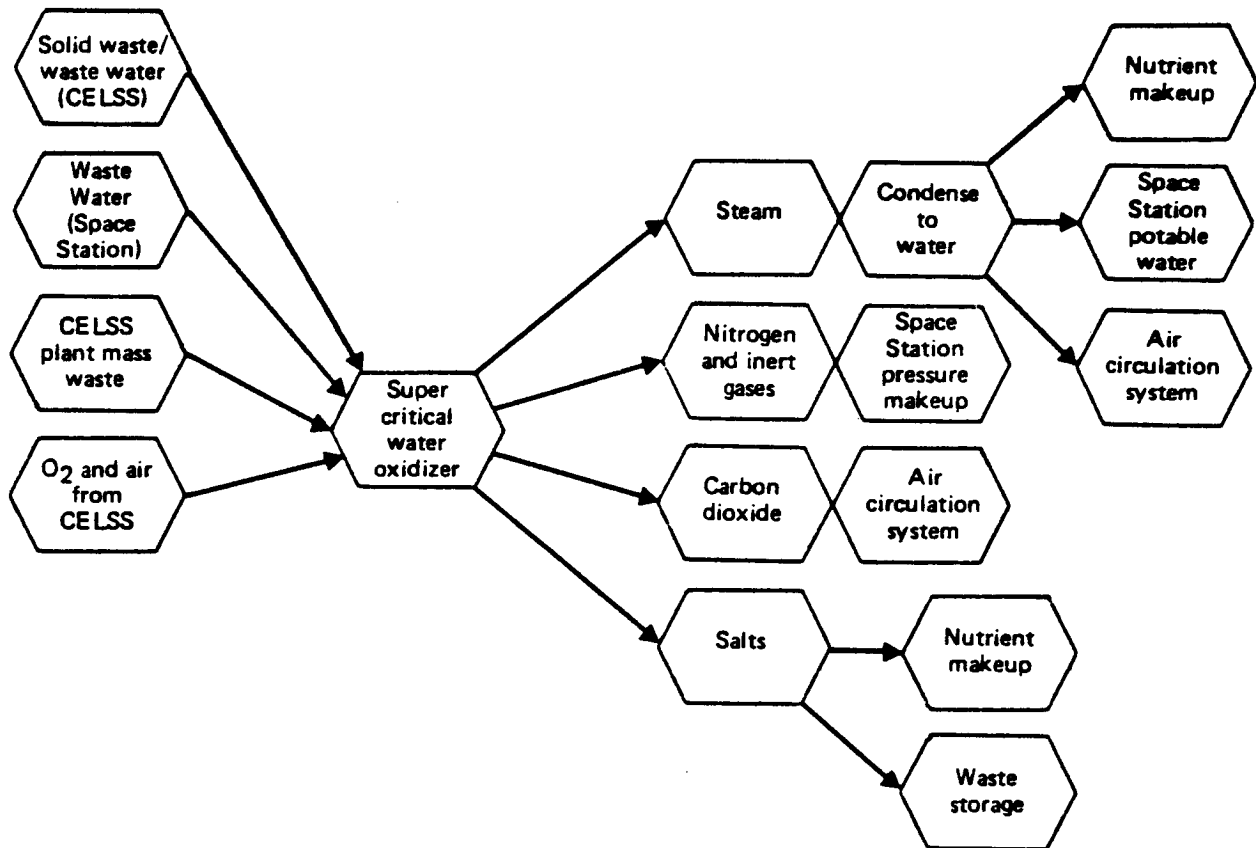 Solid waste/
waste water
(CELSS)
Waste
Water
(Space
Station)
CELSS
plant mass
waste
O2 and air
from
CELSS
Super
critical
water
oxidizer
Steam
Condense
to
water
Nutrient
makeup
Space
Station
potable
water
Air
circulation
system
Nitrogen
and inert
gases
Space
Station
pressure
makeup
Carbon
dioxide
Air
circulation
system
Salts
Nutrient
makeup
Waste
storage